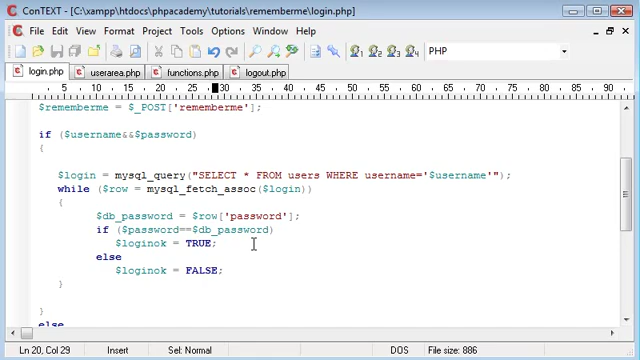 ConTEXT - [C:\xampp\htdocs\phpacademy\tutorials\rememberme\login.php]
File Edit View Format Project Tools Options Window Help
PHP
login.php userarea.php functions.php logout.php
5 10 15 20 25 30 35 40 45 50 55 60 65 70 75 80 85 90
$rememberme = $_POST['rememberme'];
if ($username&&$password)
{
$login = mysql_query("SELECT * FROM users WHERE username='$username'");
while ($row = mysql_fetch_assoc($login))
{
$db_password = $row['password'];
if ($password==$db_password)
$loginok = TRUE;
else
$loginok = FALSE;
}
}
else
Ln 20, Col 29 Insert Sel: Normal DOS File size: 886